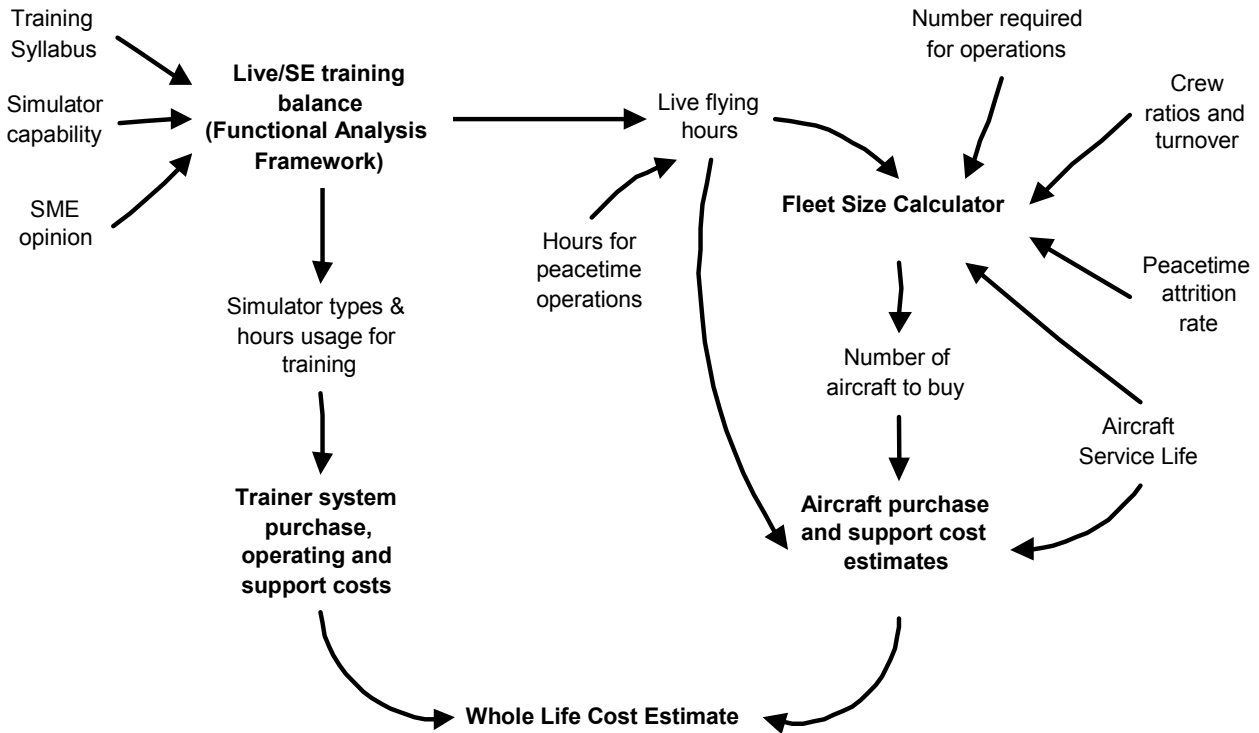 Training
Syllabus
Simulator
capability
SME
opinion
Live/SE training
balance
(Functional Analysis
Framework)
Live flying
hours
Number required
for operations
Crew
ratios and
turnover
Fleet Size Calculator
Hours for
peacetime
operations
Peacetime
attrition
rate
Simulator types &
hours usage for
training
Number of
aircraft to buy
Aircraft
Service Life
Trainer system
purchase,
operating and
support costs
Aircraft purchase
and support cost
estimates
Whole Life Cost Estimate